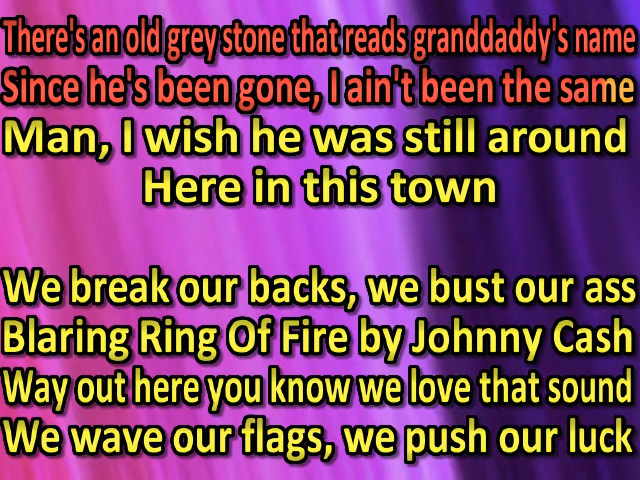 There's an old grey stone that reads granddaddy's name
Since he's been gone, I ain't been the same
Man, I wish he was still around
Here in this town
We break our backs, we bust our ass
Blaring Ring Of Fire by Johnny Cash
Way out here you know we love that sound
We wave our flags, we push our luck